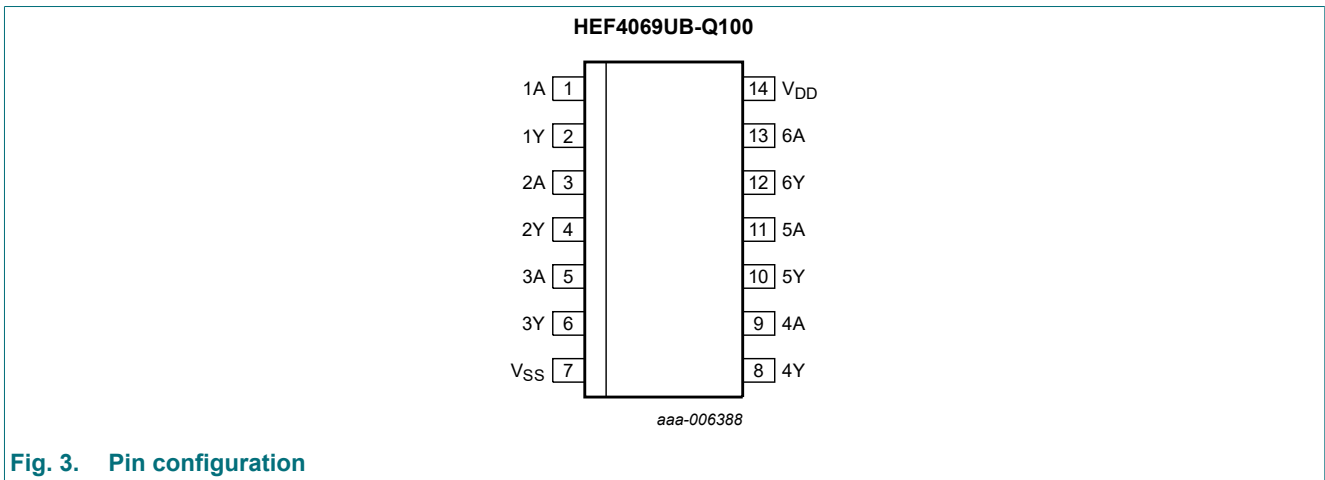 HEF4069UB-Q100
1A 1 14 VDD
1Y 2 13 6A
2A 3 12 6Y
2Y 4 11 5A
3A 5 10 5Y
3Y 6 9 4A
VSS 7 8 4Y
aaa-006388
Fig. 3. Pin configuration